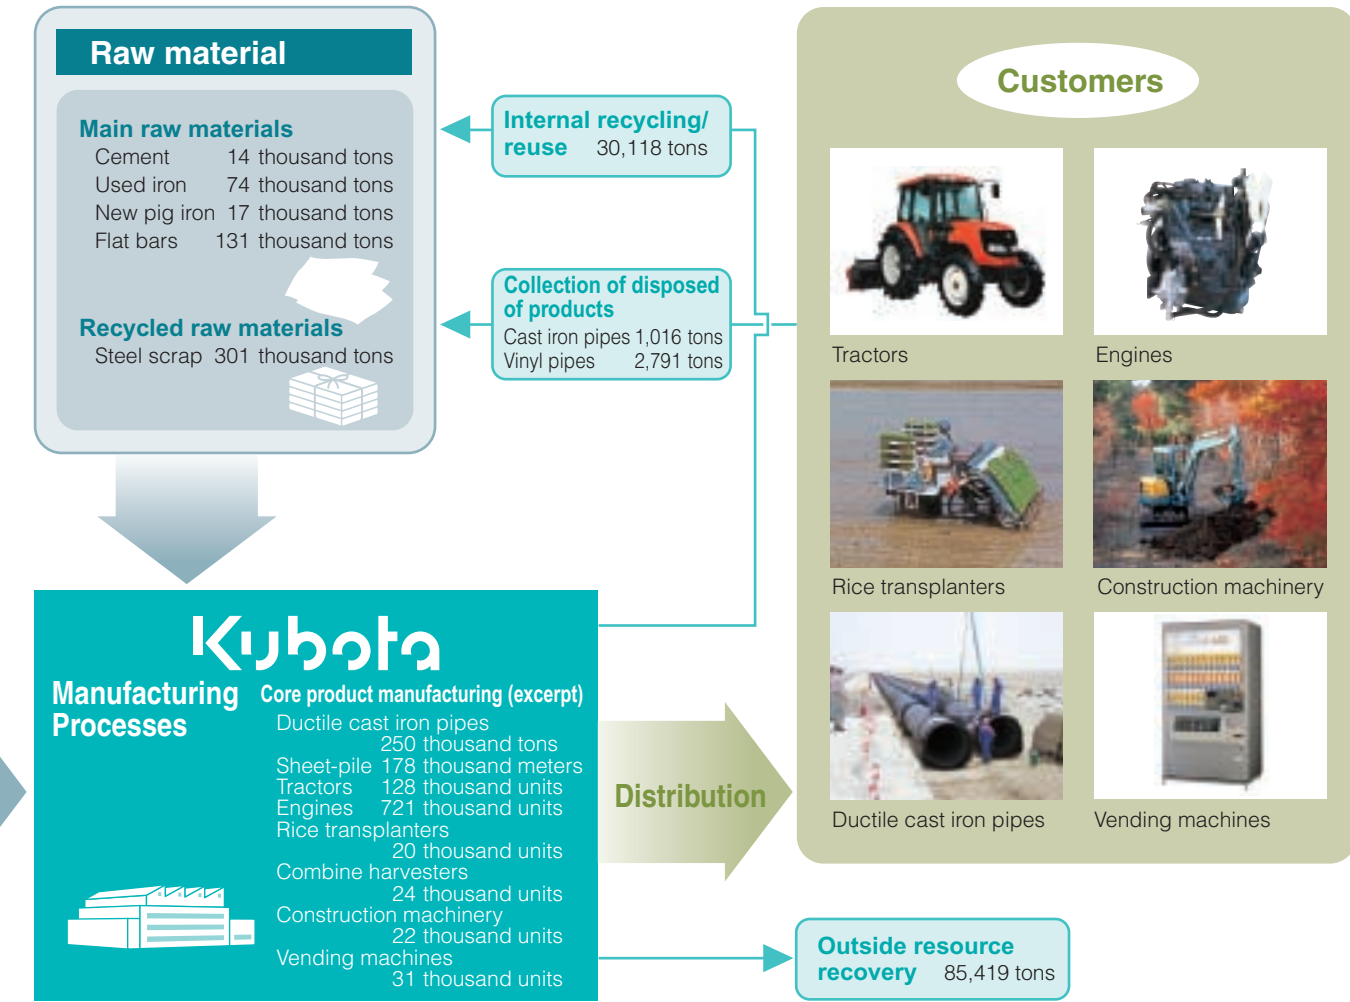 Raw material
Main raw materials
Cement 14 thousand tons
Used iron 74 thousand tons
New pig iron 17 thousand tons
Flat bars 131 thousand tons
Recycled raw materials
Steel scrap 301 thousand tons
Internal recycling/
reuse 30,118 tons
Collection of disposed
of products
Cast iron pipes 1,016 tons
Vinyl pipes 2,791 tons
Customers
Tractors
Engines
Rice transplanters
Construction machinery
Ductile cast iron pipes
Vending machines
Kubota
Manufacturing
Processes
Core product manufacturing (excerpt)
Ductile cast iron pipes
250 thousand tons
Sheet-pile 178 thousand meters
Tractors 128 thousand units
Engines 721 thousand units
Rice transplanters
20 thousand units
Combine harvesters
24 thousand units
Construction machinery
22 thousand units
Vending machines
31 thousand units
Distribution
Outside resource
recovery 85,419 tons